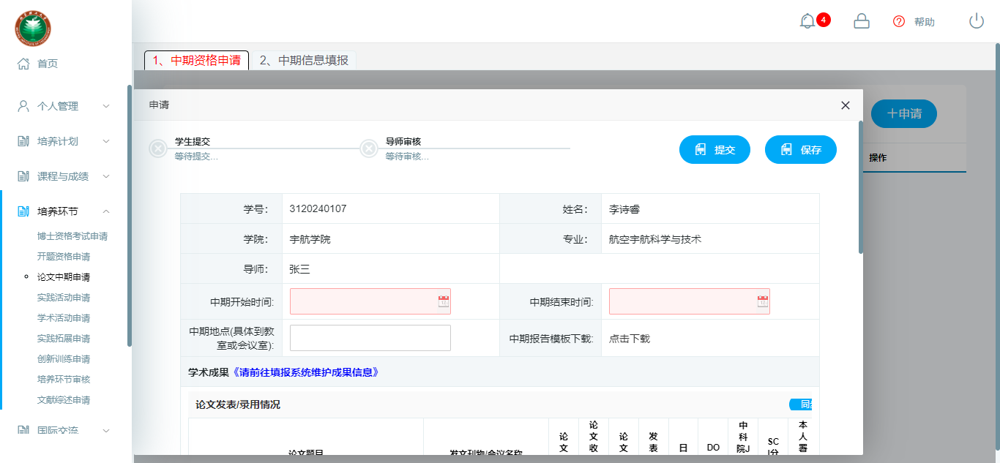 4
帮助
首页
1、中期资格申请
2、中期信息填报
个人管理
培养计划
课程与成绩
培养环节
博士资格考试申请
开题资格申请
论文中期申请
实践活动申请
学术活动申请
实践拓展申请
创新训练申请
培养环节审核
文献综述申请
国际交流
申请
十申请
操作
学生提交
等待提交...
导师审核
等待审核...
提交
保存
学号：
3120240107
姓名：
李诗睿
学院：
宇航学院
专业：
航空宇航科学与技术
导师：
张三
中期开始时间:
中期结束时间:
中期地点(具体到教
室或会议室):
中期报告模板下载:
点击下载
学术成果《请前往填报系统维护成果信息》
论文发表/录用情况
同
论文题目
发文刊物/会议名称
论
文
论
文
收
论
文
发
表
日
DO
中
科
院J
SC
I分
本
人
署